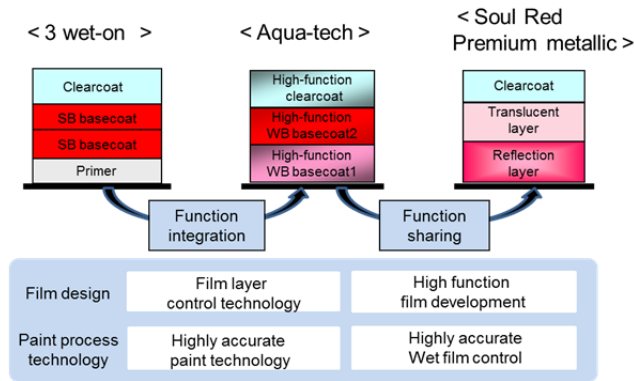 < 3 wet-on >
Clearcoat
SB basecoat
SB basecoat
Primer
< Aqua-tech >
High-function
clearcoat
High-function
WB basecoat2
High-function
WB basecoat1
< Soul Red
Premium metallic >
Clearcoat
Translucent
layer
Reflection
layer
Function
integration
Function
sharing
Film design
Film layer
control technology
High function
film development
Paint process
technology
Highly accurate
paint technology
Highly accurate
Wet film control